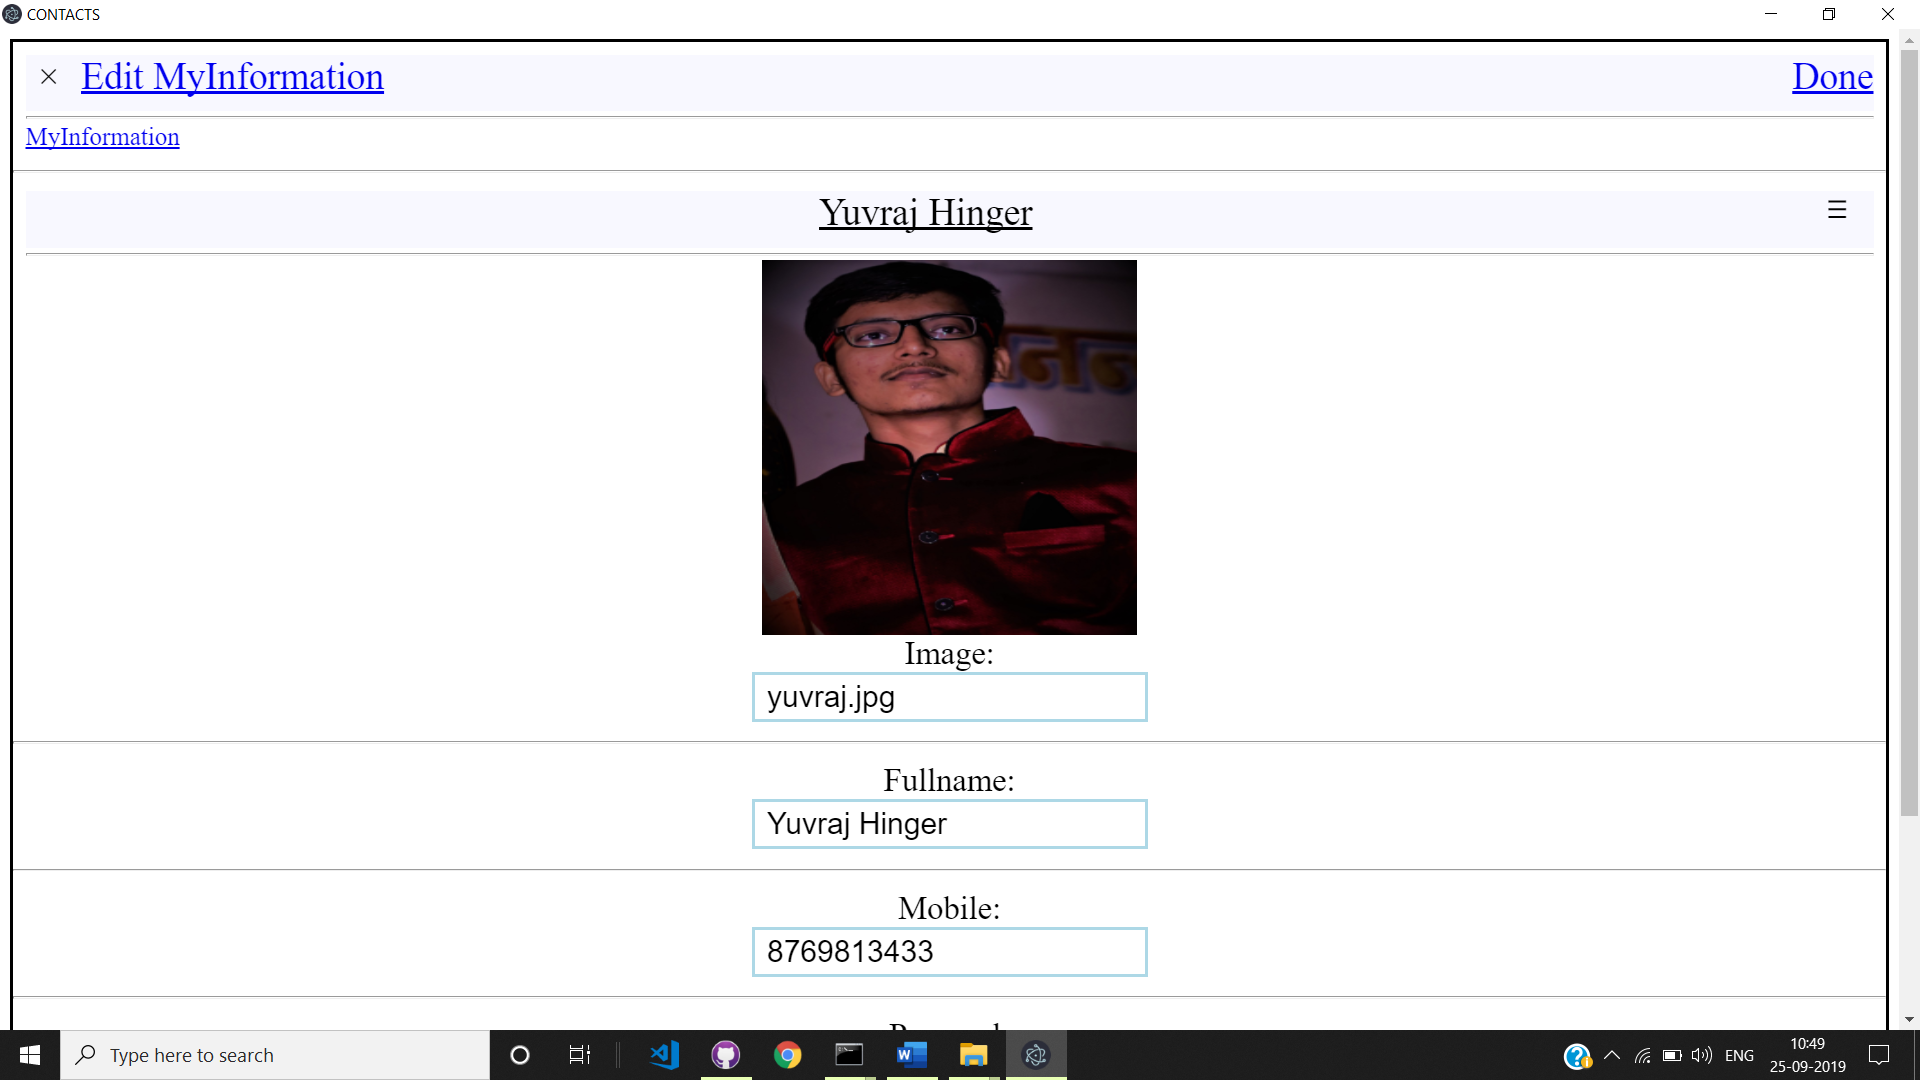 CONTACTS
Edit MyInformation
Done
MyInformation
Yuvraj Hinger
Image:
yuvraj.jpg
Fullname:
Yuvraj Hinger
Mobile:
8769813433
Type here to search
ENG
10:49
25-09-2019